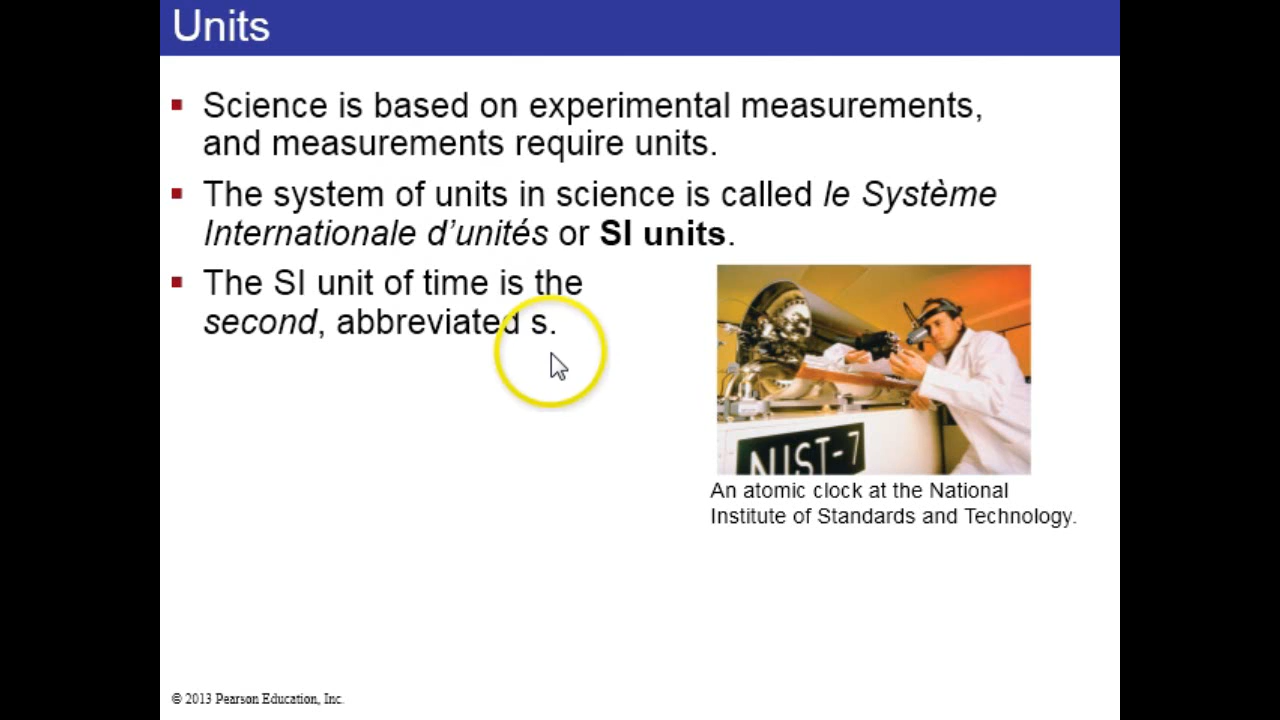 Units
Science is based on experimental measurements,
and measurements require units.
The system of units in science is called le Système
Internationale d’unités or SI units.
The SI unit of time is the
second, abbreviated s.
NIST-7
An atomic clock at the National
Institute of Standards and Technology.
© 2013 Pearson Education, Inc.